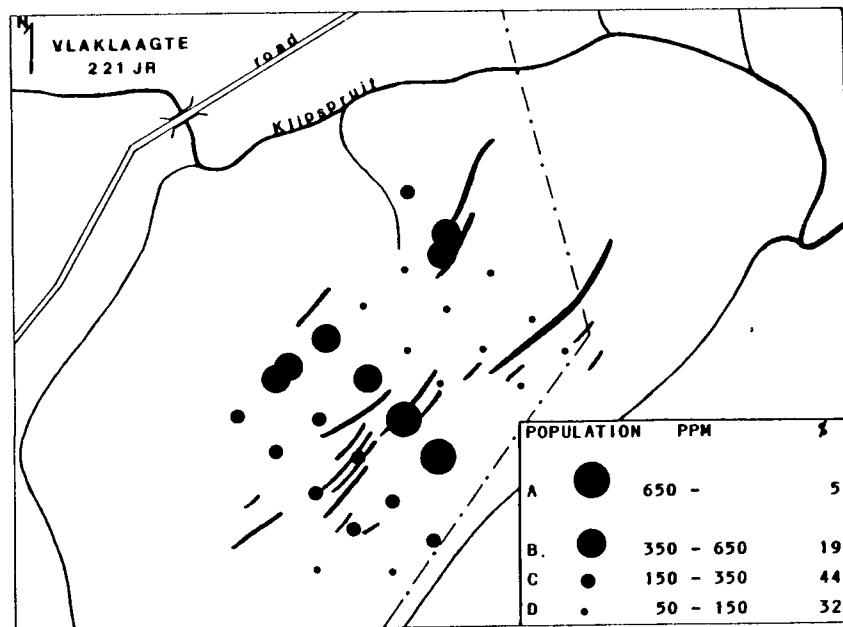 N
VLAKLAAGTE
221 JR
road
Klipspruit
POPULATION PPM %
A 650 - 5
B. 350 - 650 19
C 150 - 350 44
D 50 - 150 32